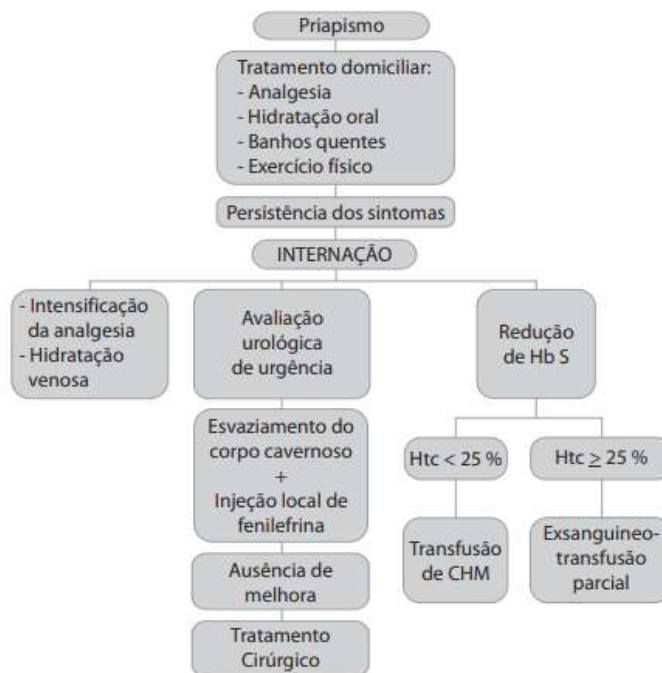 Priapismo
Tratamento domiciliar:
- Analgesia
- Hidratação oral
- Banhos quentes
- Exercício físico
Persistência dos sintomas
INTERNAÇÃO
- Intensificação
da analgesia
- Hidratação
venosa
Avaliação
urológica
de urgência
Esvaziamento do
corpo cavernoso
+
Injeção local de
fenilefrina
Ausência de
melhora
Tratamento
Cirúrgico
Redução
de Hb S
Htc < 25 %
Transfusão
de CHM
Htc ≥ 25 %
Exsanguineo-
transfusão
parcial